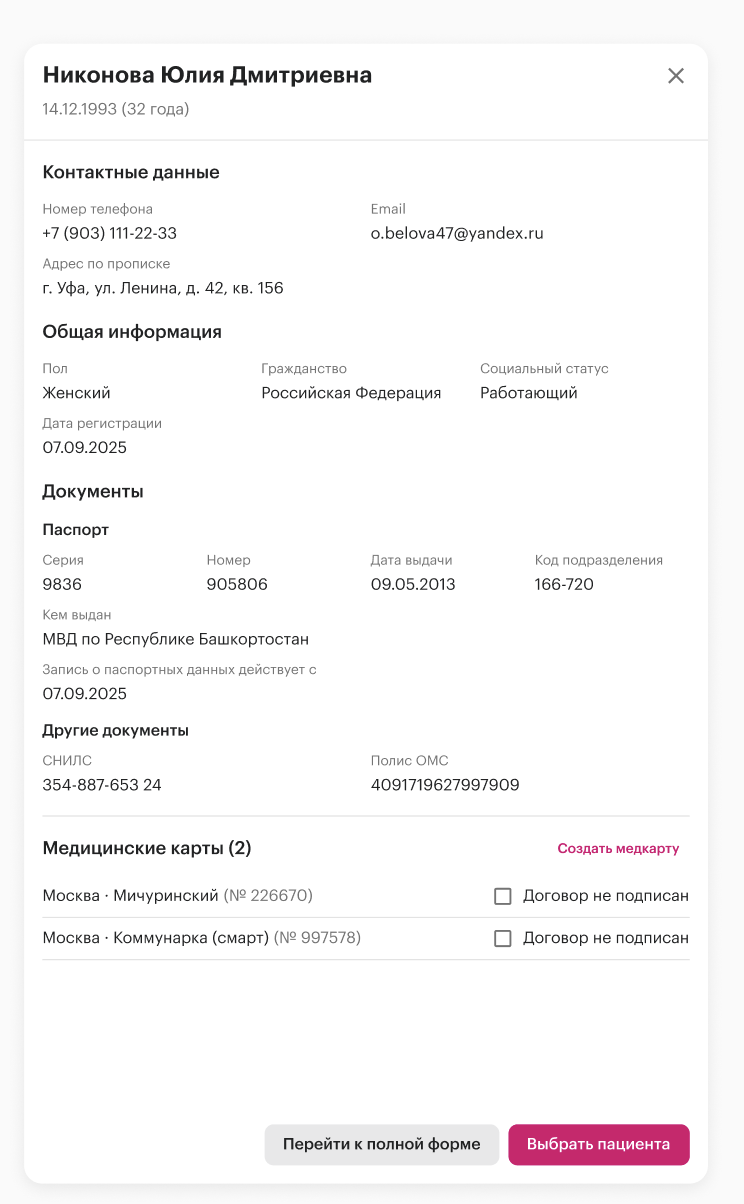 Никонова Юлия Дмитриевна
14.12.1993 (32 года)
Контактные данные
Номер телефона Email
+7 (903) 111-22-33 o.belova47@yandex.ru
Адрес по прописке
г. Уфа, ул. Ленина, д. 42, кв. 156
Общая информация
Пол Гражданство Социальный статус
Женский Российская Федерация Работающий
Дата регистрации
07.09.2025
Документы
Паспорт
Серия Номер Дата выдачи Код подразделения
9836 905806 09.05.2013 166-720
Кем выдан
МВД по Республике Башкортостан
Запись о паспортных данных действует с
07.09.2025
Другие документы
СНИЛС Полис ОМС
354-887-653 24 4091719627997909
Медицинские карты (2) Создать медкарту
Москва · Мичуринский (№ 226670) Договор не подписан
Москва · Коммунарка (смарт) (№ 997578) Договор не подписан
Перейти к полной форме Выбрать пациента